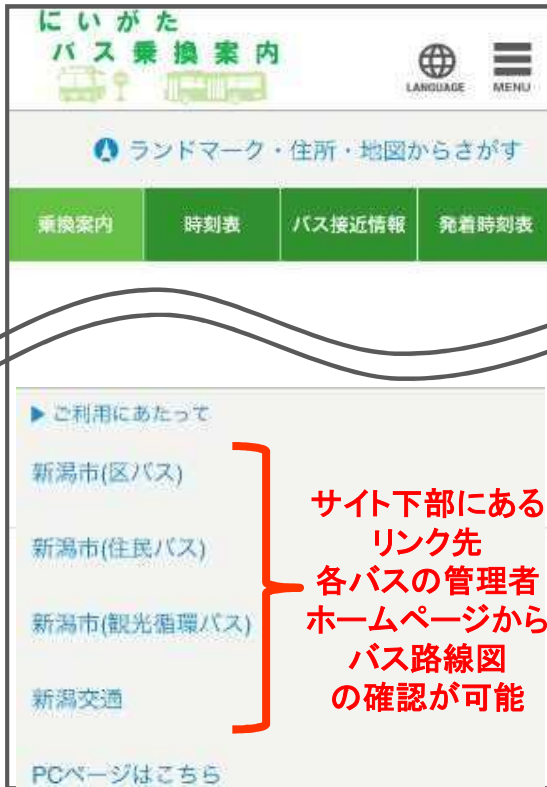 にいがた
バス乗換案内
LANGUAGE
MENU
ランドマーク・住所・地図からさがす
乗換案内
時刻表
バス接近情報
発着時刻表
▶ご利用にあたって
新潟市(区バス)
新潟市(住民バス)
新潟市(観光循環バス)
新潟交通
PCページはこちら
サイト下部にある
リンク先
各バスの管理者
ホームページから
バス路線図
の確認が可能